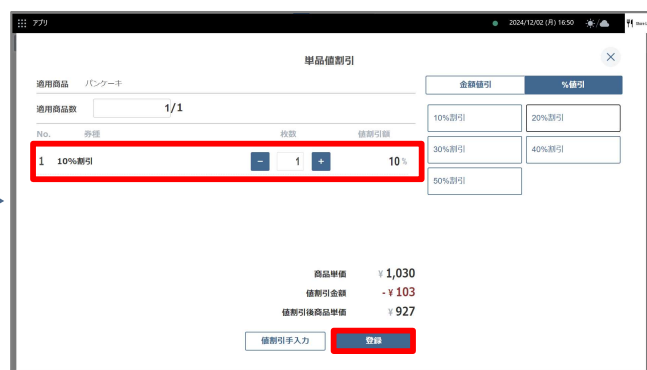 アプリ
2024/12/02 (月) 16:50
単品値割引
適用商品 パンケーキ
金額値引 %値引
適用商品数 1/1
No. 券種 枚数 値割引額
1 10%割引 - 1 + 10 %
10%割引 20%割引
30%割引 40%割引
50%割引
商品単価 ¥ 1,030
値割引金額 - ¥ 103
値割引後商品単価 ¥ 927
値割引手入力 登録